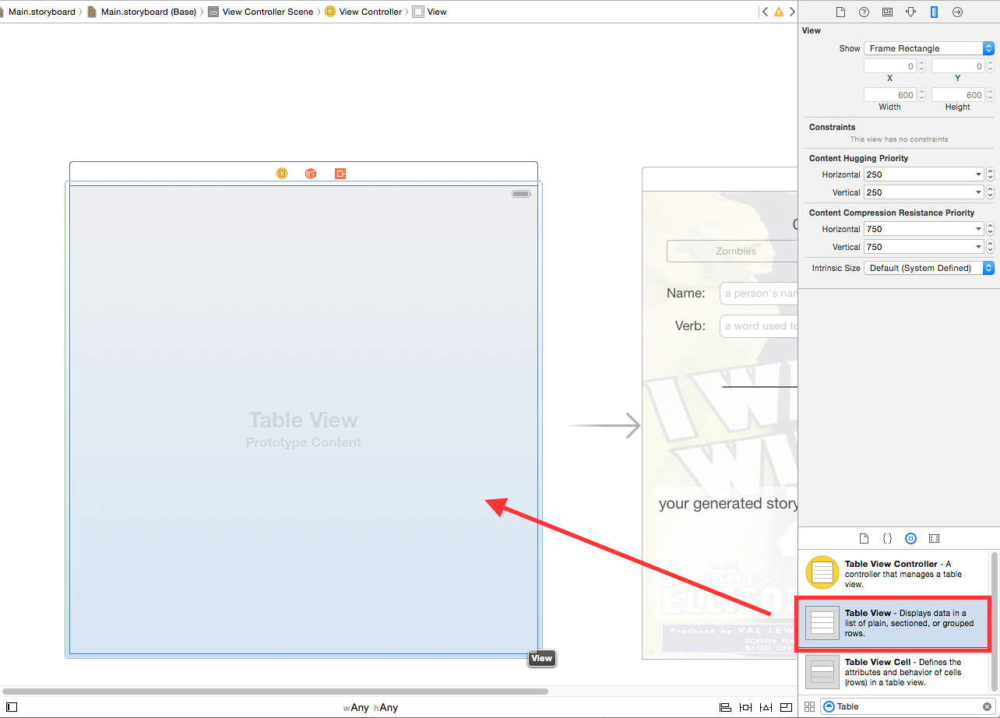 Main.storyboard
Main.storyboard (Base)
View Controller Scene
View Controller
View
View
Show
Frame Rectangle
0
0
X
Y
600
600
Width
Height
Constraints
This view has no constraints
Content Hugging Priority
Horizontal
250
Vertical
250
Content Compression Resistance Priority
Horizontal
750
Vertical
750
Intrinsic Size
Default (System Defined)
Table View
Prototype Content
View
Zombies
Name:
a person's nam
Verb:
a word used to
I W
W
your generated story
with
JAMES
ELLISON
Produced by VAL LEW
SCREEN PLA
BASED ON
A
{ }
Table View Controller - A
controller that manages a table
view.
Table View - Displays data in a
list of plain, sectioned, or grouped
rows.
Table View Cell - Defines the
attributes and behavior of cells
(rows) in a table view.
wAny hAny
Table